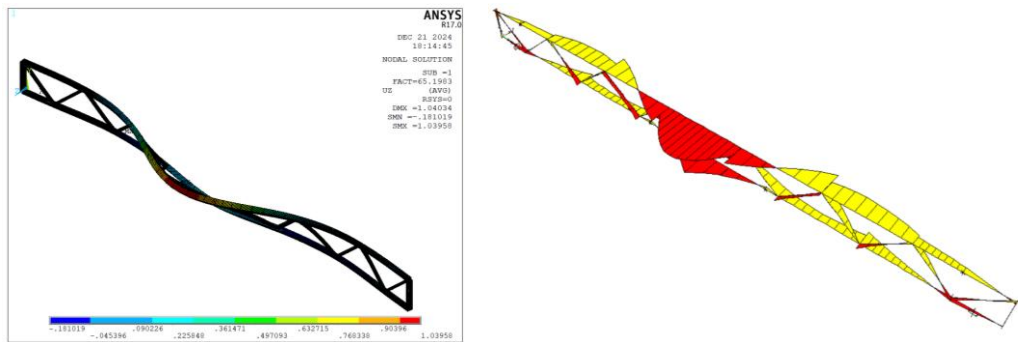 1
ANSYS
R17.0
DEC 21 2024
18:14:45
NODAL SOLUTION
SUB =1
FACT=65.1983
UZ (AVG)
RSYS=0
DMX =1.04034
SMN =-.181019
SMX =1.03958
-.181019 .090226 .361471 .632715 .90396
-.045396 .225848 .497093 .768338 1.03958